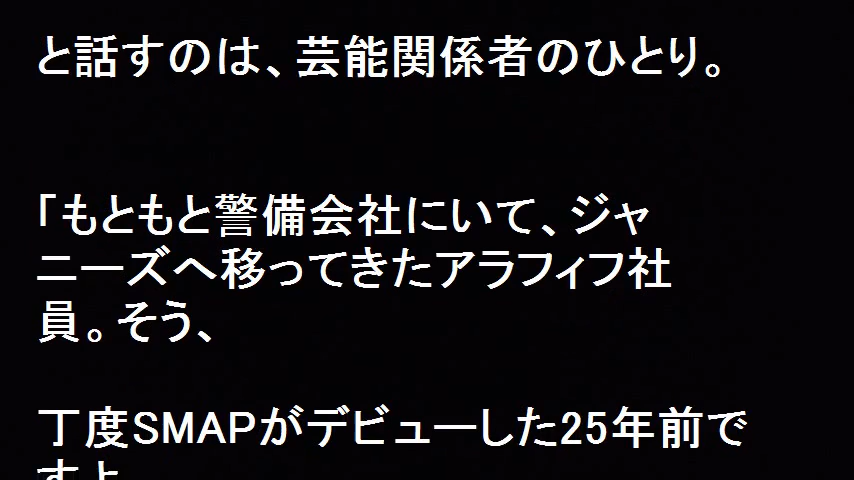 と話すのは、芸能関係者のひとり。
「もともと警備会社にいて、ジャ
ニーズへ移ってきたアラフィフ社
員。そう、
丁度SMAPがデビューした25年前で
すよ